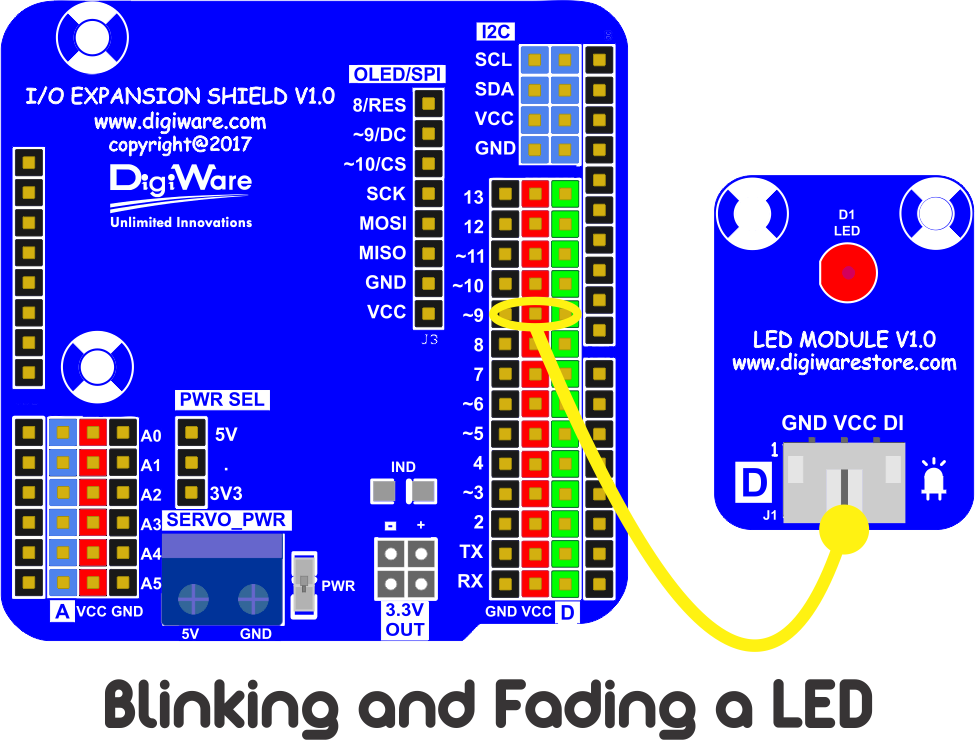 I/O EXPANSION SHIELD V1.0
www.digiware.com
copyright@2017
DigiWare
Unlimited Innovations
OLED/SPI
8/RES
~9/DC
~10/CS
SCK
MOSI
MISO
GND
VCC
J3
I2C
SCL
SDA
VCC
GND
13
12
~11
~10
~9
8
7
~6
~5
4
~3
2
TX
RX
GND VCC D
A0
A1
A2
A3
A4
A5
A VCC GND
PWR SEL
5V
.
3V3
SERVO_PWR
5V GND
PWR
IND
- +
3.3V
OUT
D1
LED
LED MODULE V1.0
www.digiwarestore.com
GND VCC DI
1
D
J1
Blinking and Fading a LED